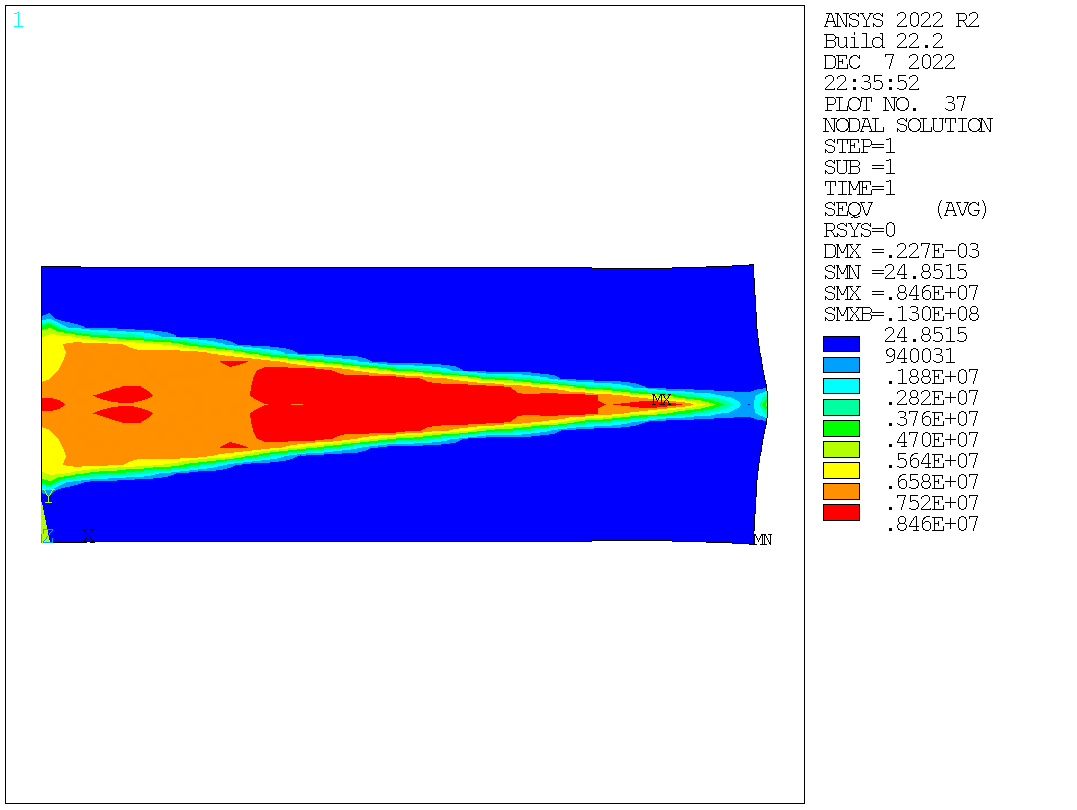 1
ANSYS 2022 R2
Build 22.2
DEC  7 2022
22:35:52
PLOT NO.  37
NODAL SOLUTION
STEP=1
SUB =1
TIME=1
SEQV     (AVG)
RSYS=0
DMX =.227E-03
SMN =24.8515
SMX =.846E+07
SMXB=.130E+08
24.8515
940031
.188E+07
.282E+07
.376E+07
.470E+07
.564E+07
.658E+07
.752E+07
.846E+07
MX
Y
Z X
MN